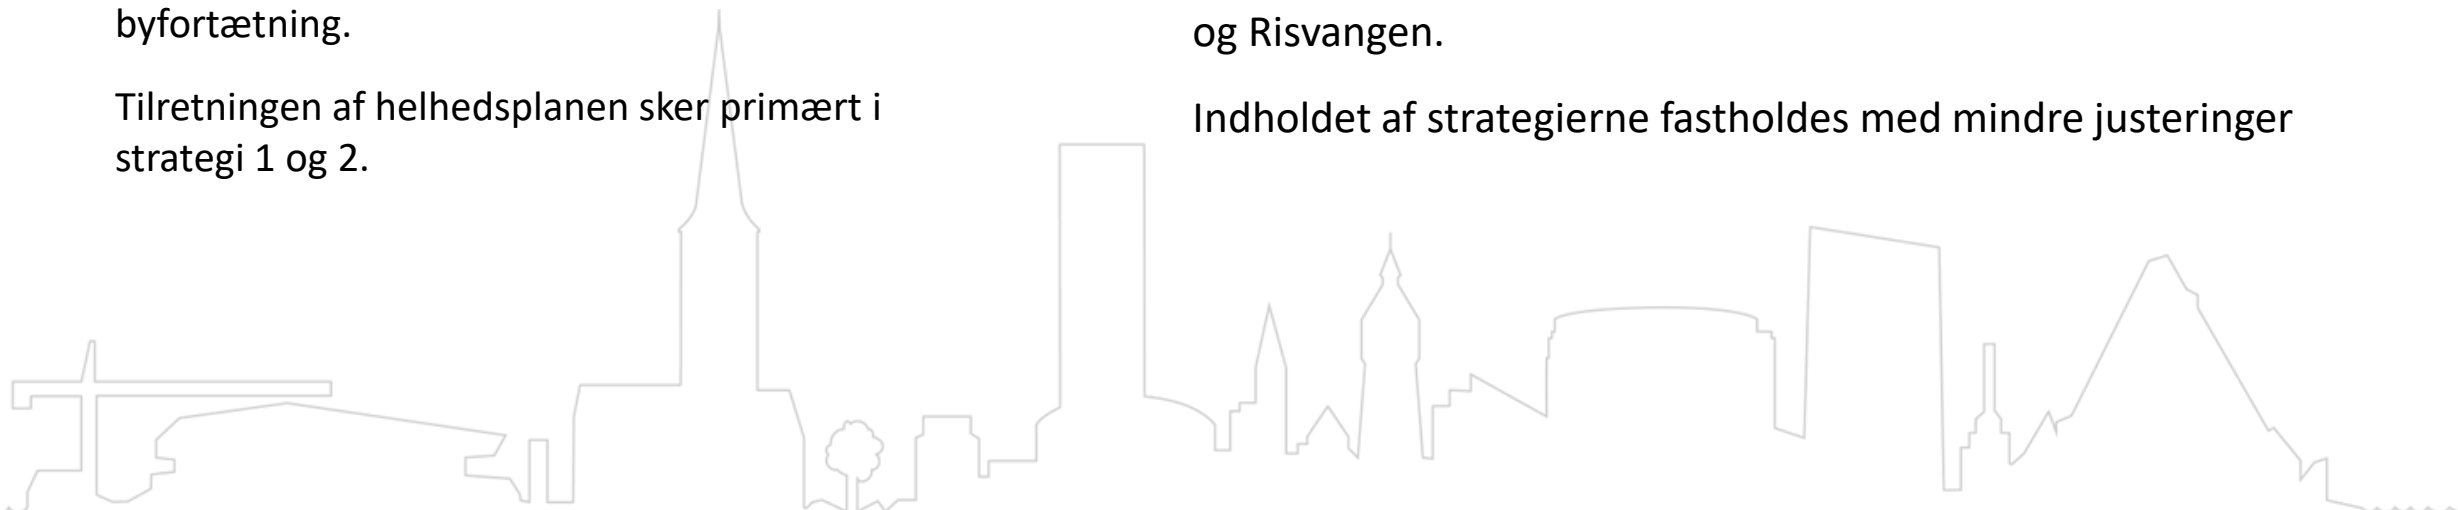 byfortætning.
Tilretningen af helhedsplanen sker primært i
strategi 1 og 2.
og Risvangen.
Indholdet af strategierne fastholdes med mindre justeringer